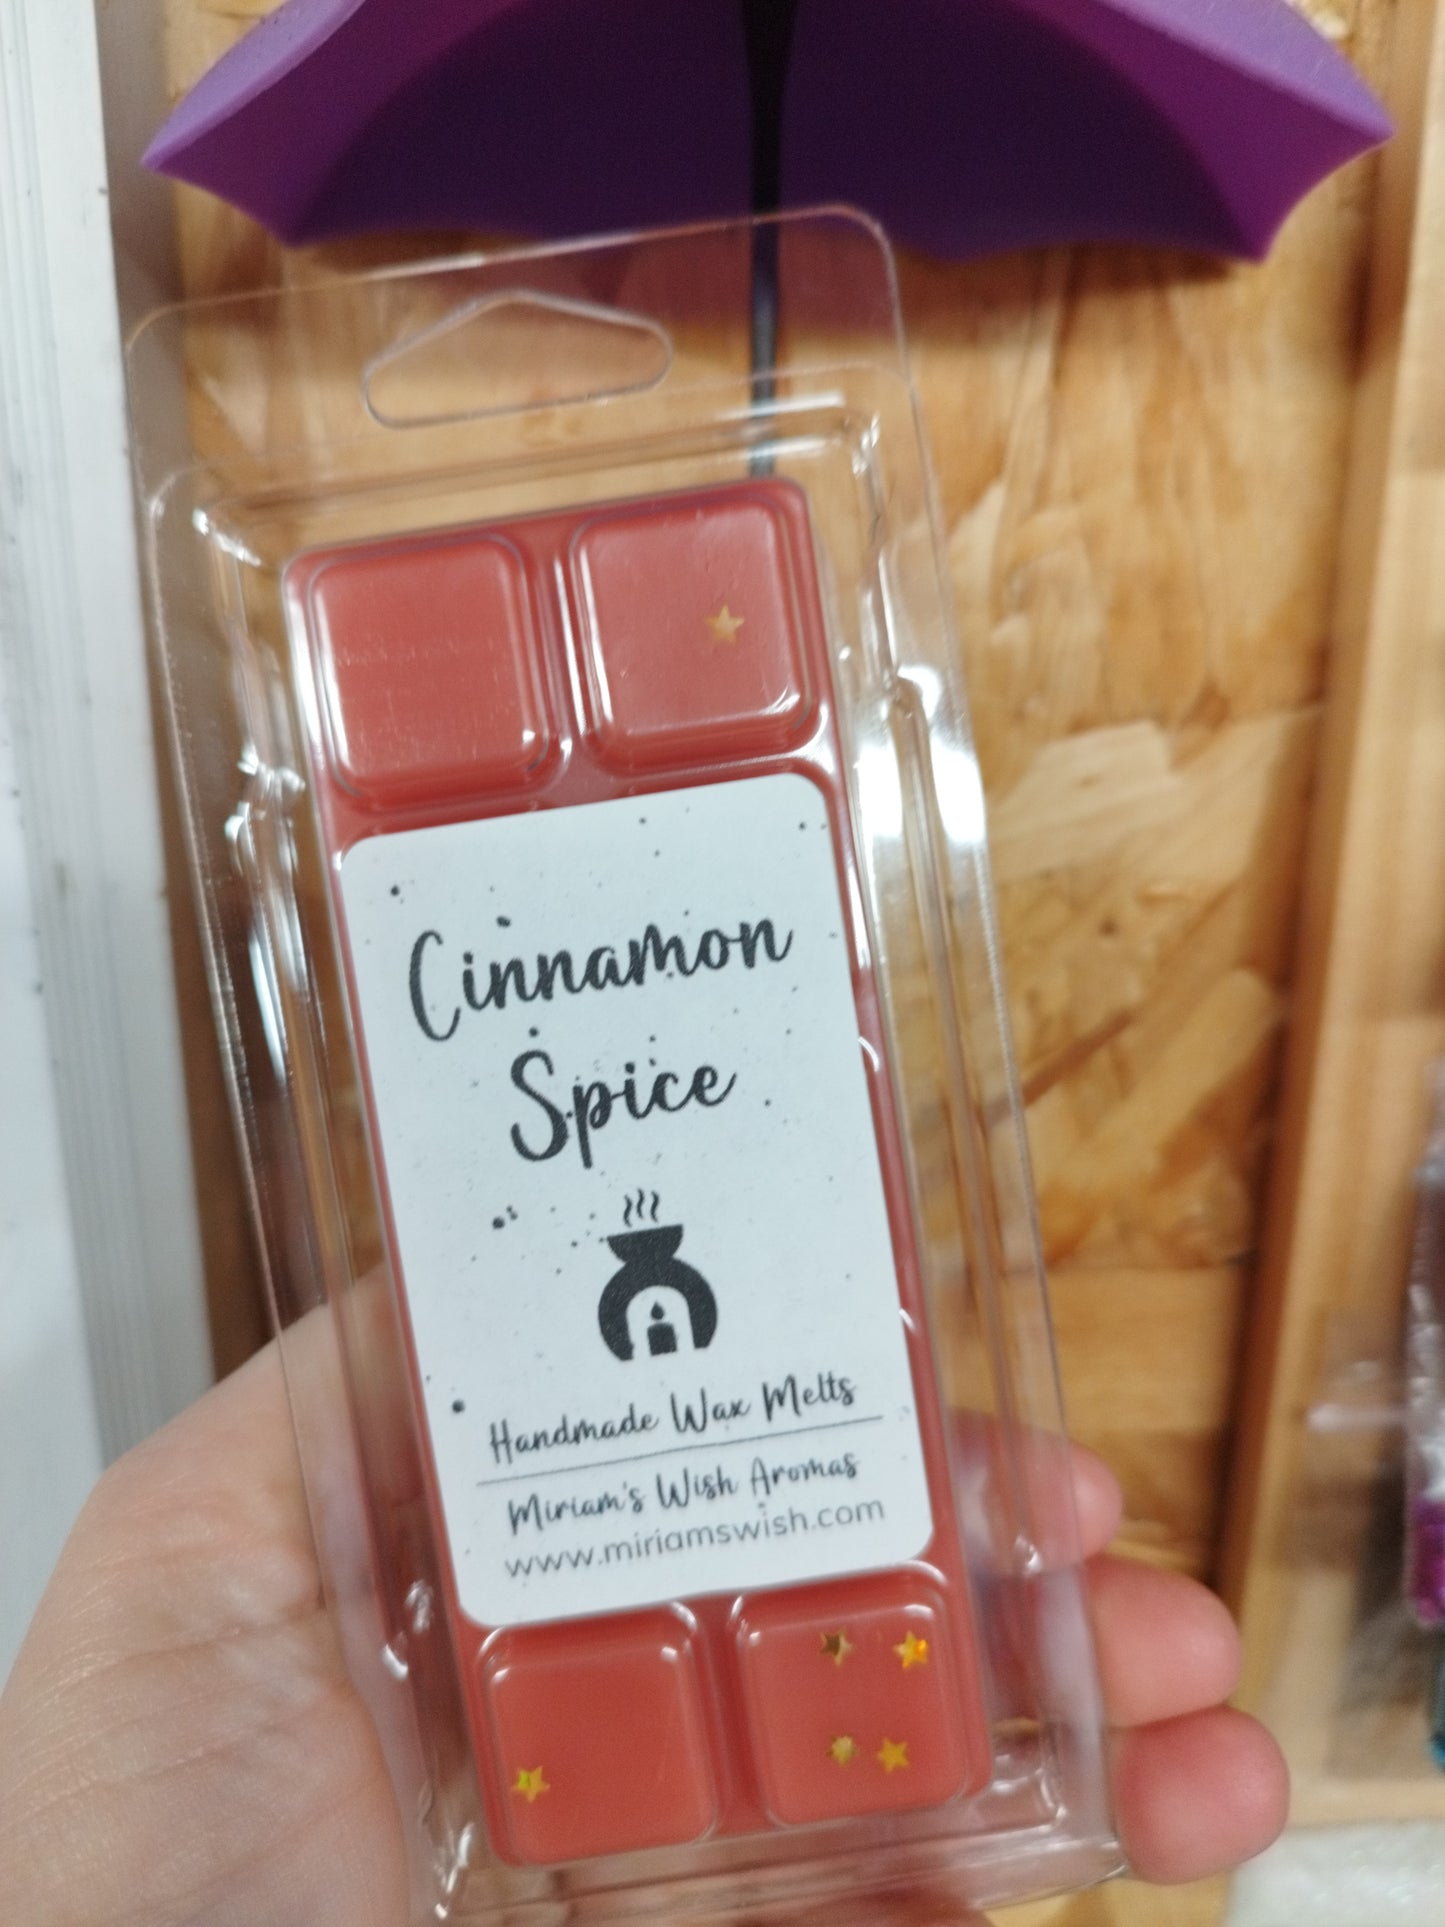 Cinnamon
Spice
Handmade Wax Melts
Miriam's Wish Aromas
www.miriamswish.com